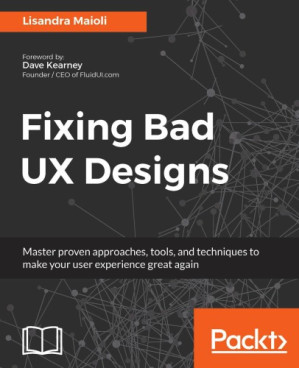 Lisandra Maioli
Foreword by:
Dave Kearney
Founder / CEO of FluidUI.com
Fixing Bad
UX Designs
Master proven approaches, tools, and techniques to
make your user experience great again
Packt>